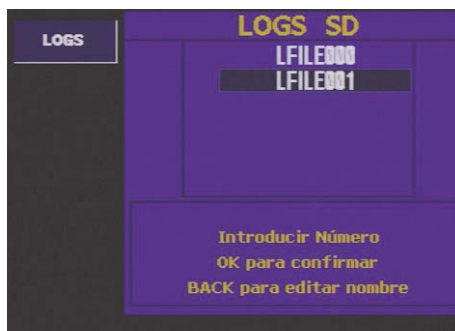 LOGS
LOGS SD
LFILE000
LFILE001
Introducir Número
OK para confirmar
BACK para editar nombre